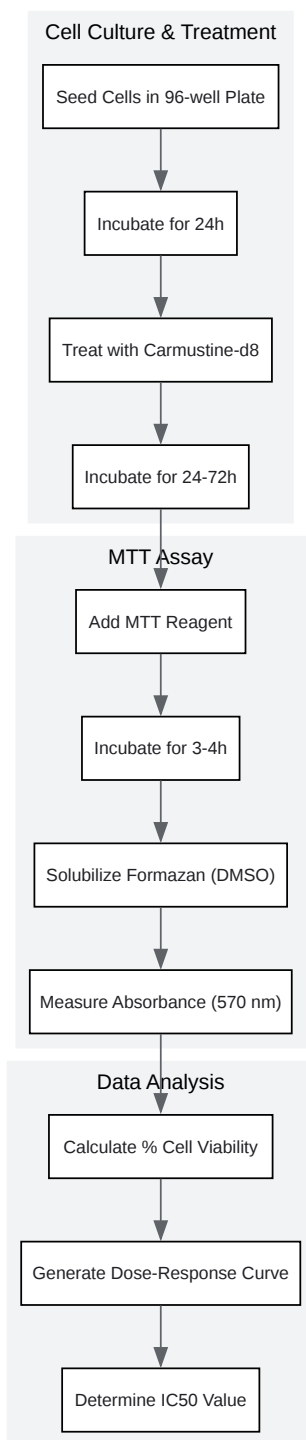 Cell Culture & Treatment
Seed Cells in 96-well Plate
Incubate for 24h
Treat with Carmustine-d8
Incubate for 24-72h
MTT Assay
Add MTT Reagent
Incubate for 3-4h
Solubilize Formazan (DMSO)
Measure Absorbance (570 nm)
Data Analysis
Calculate % Cell Viability
Generate Dose-Response Curve
Determine IC50 Value